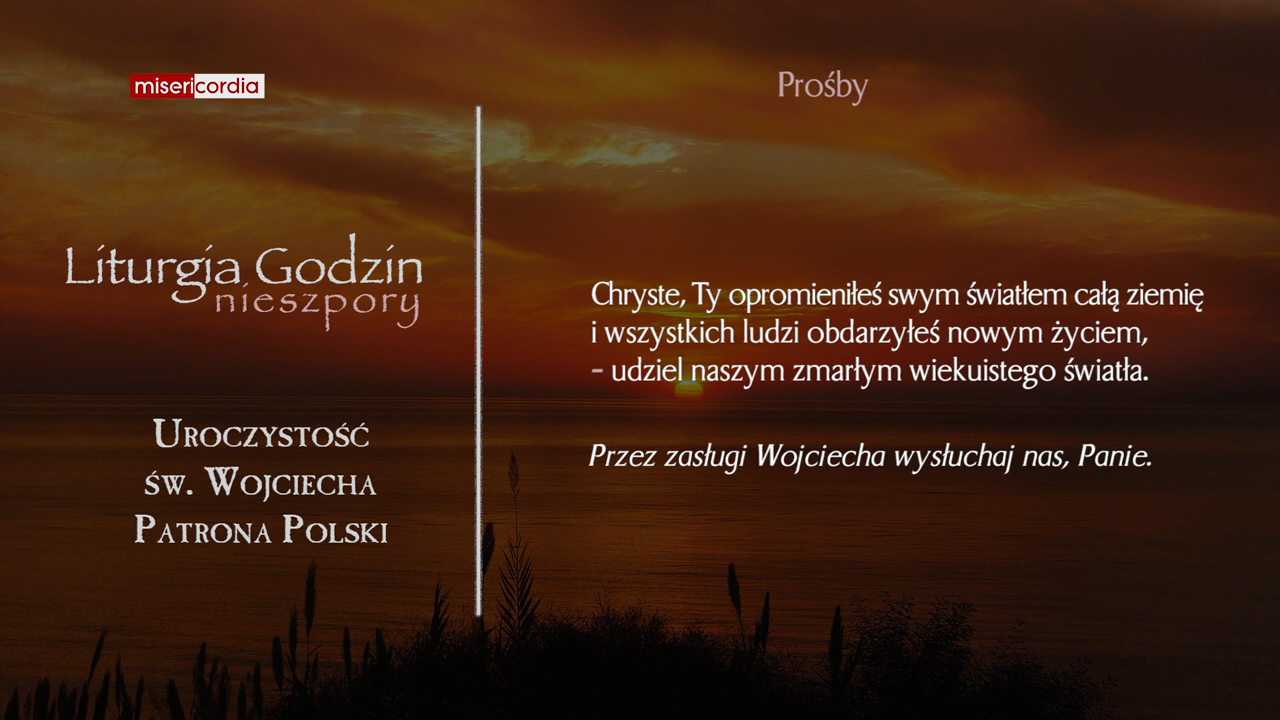 misericordia
Liturgia Godzin
nieszpory
Uroczystość
św. Wojciecha
Patrona Polski
Prośby
Chryste, Ty opromieniłeś swym światłem całą ziemię
i wszystkich ludzi obdarzyłeś nowym życiem,
- udziel naszym zmarłym wiekuistego światła.
Przez zasługi Wojciecha wysłuchaj nas, Panie.